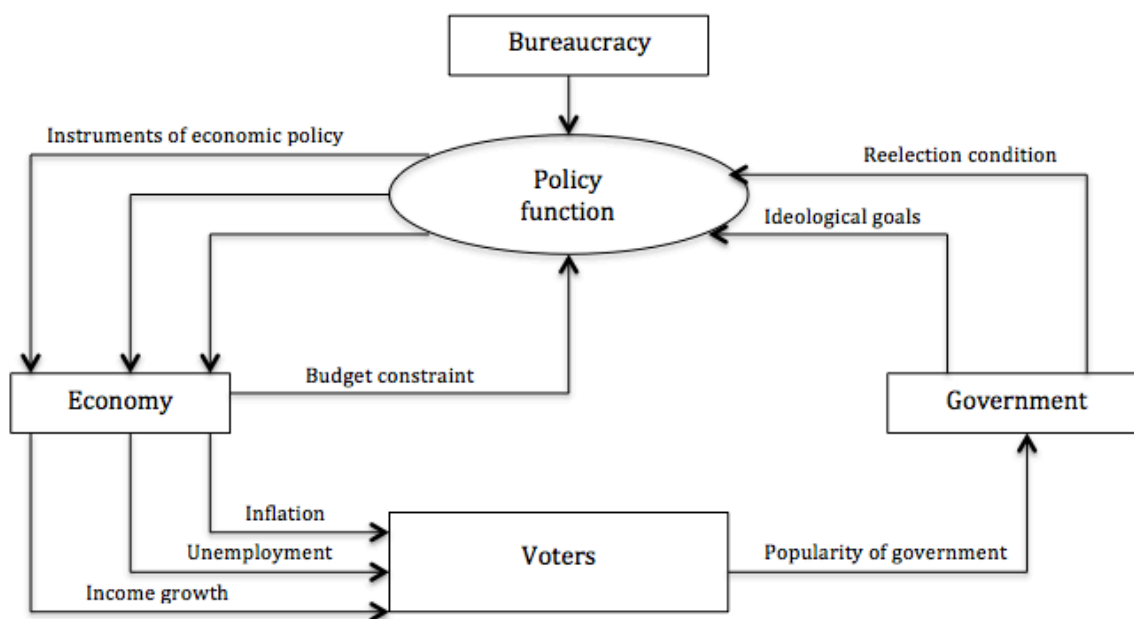 Bureaucracy
Instruments of economic policy
Reelection condition
Policy
function
Ideological goals
Budget constraint
Economy
Government
Inflation
Unemployment
Voters
Popularity of government
Income growth